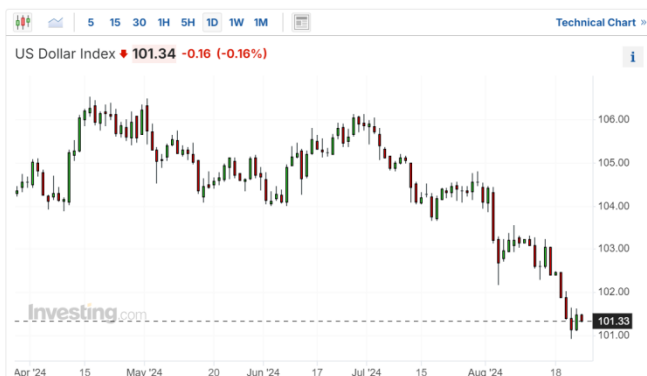 5 15 30 1H 5H 1D 1W 1M Technical Chart »
US Dollar Index 101.34 -0.16 (-0.16%)
i
106.00
105.00
104.00
103.00
102.00
Investing.com
101.33
101.00
Apr '24 15 May '24 20 Jun '24 17 Jul '24 15 Aug '24 18